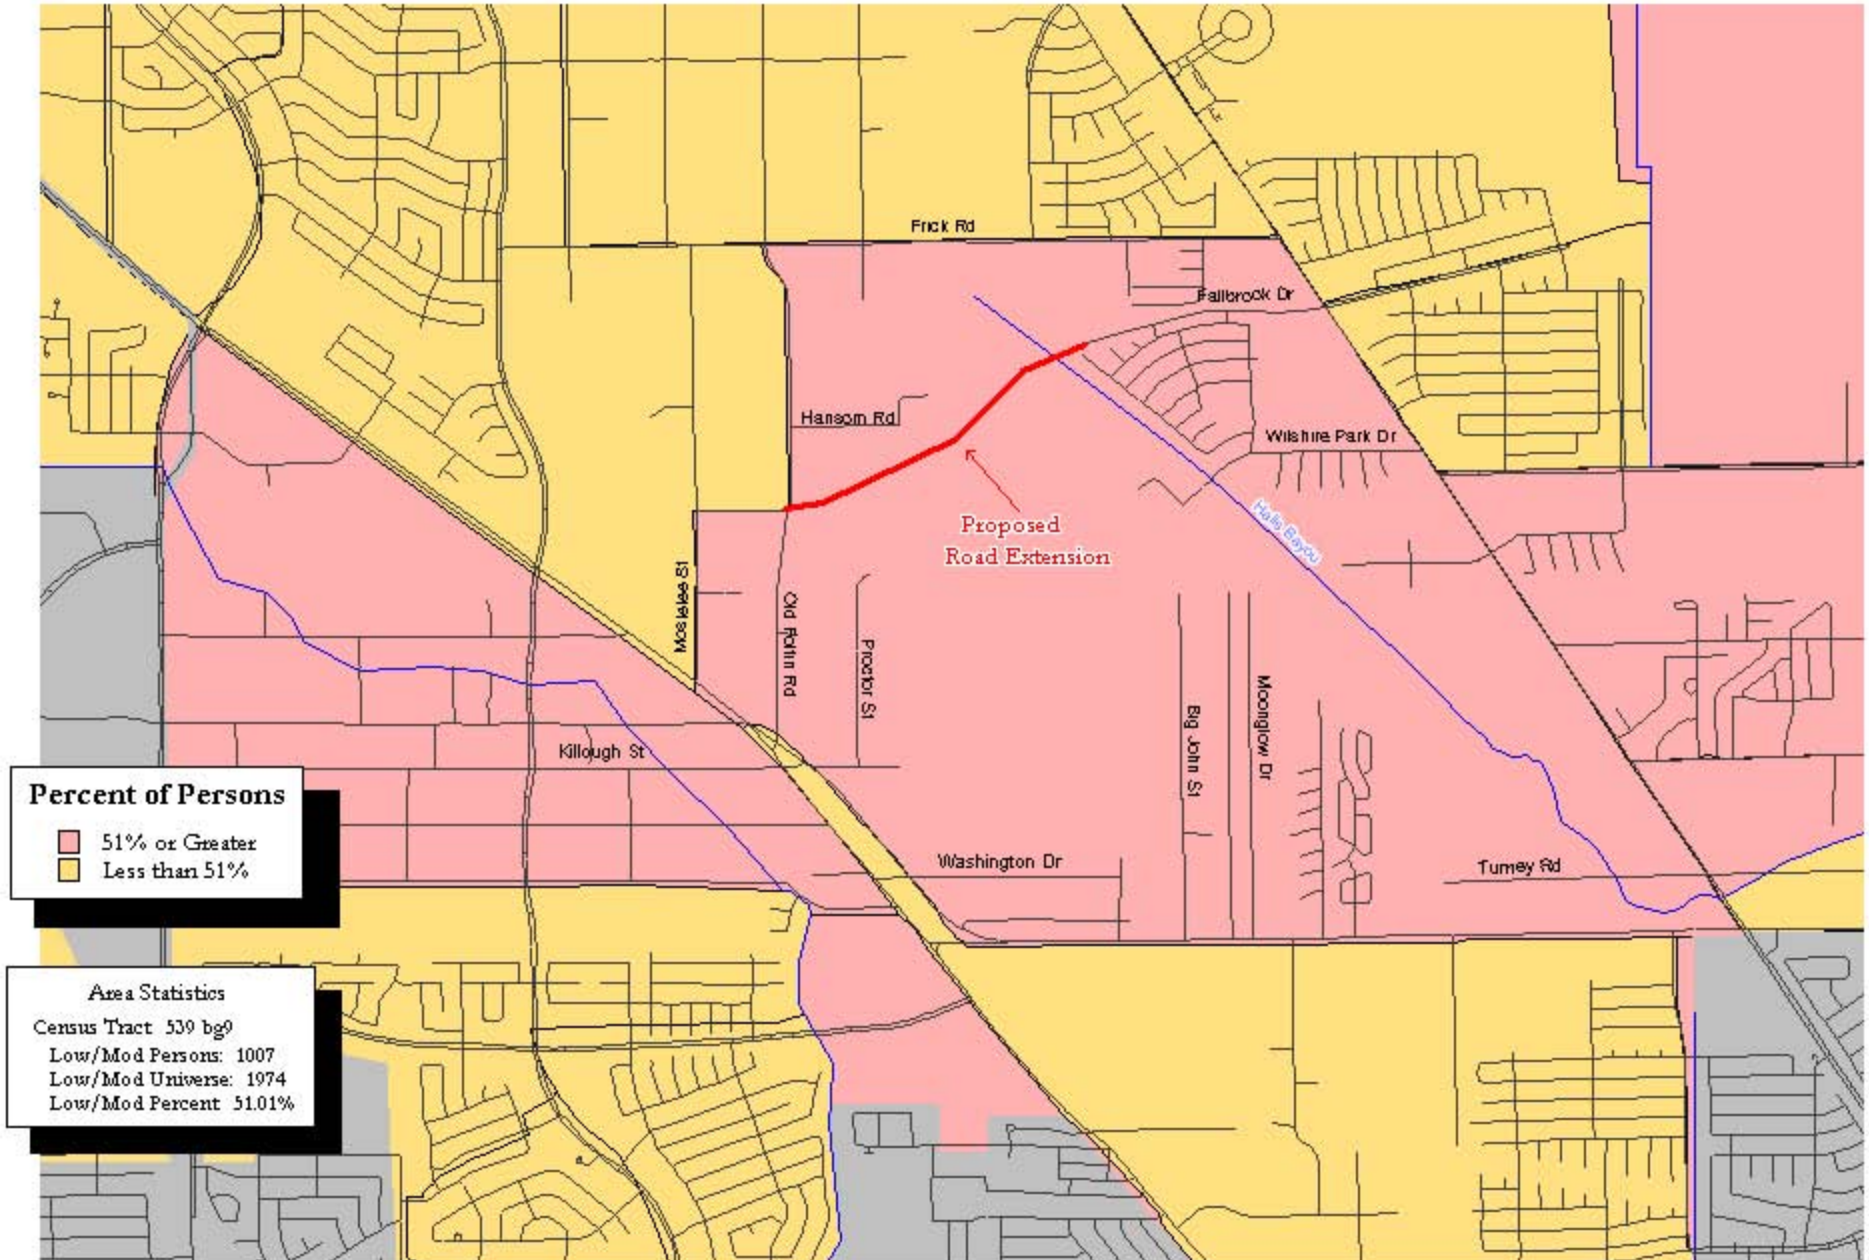 Frick Rd
Fallbrook Dr
Hansom Rd
Wilshire Park Dr
Proposed
Road Extension
Halls Bayou
Moslelee St
Old Fohn Rd
Proctor St
Big John St
Moonglow Dr
Killough St
Washington Dr
Turney Rd
Percent of Persons
51% or Greater
Less than 51%
Area Statistics
Census Tract 539 bg9
Low/Mod Persons: 1007
Low/Mod Universe: 1974
Low/Mod Percent 51.01%